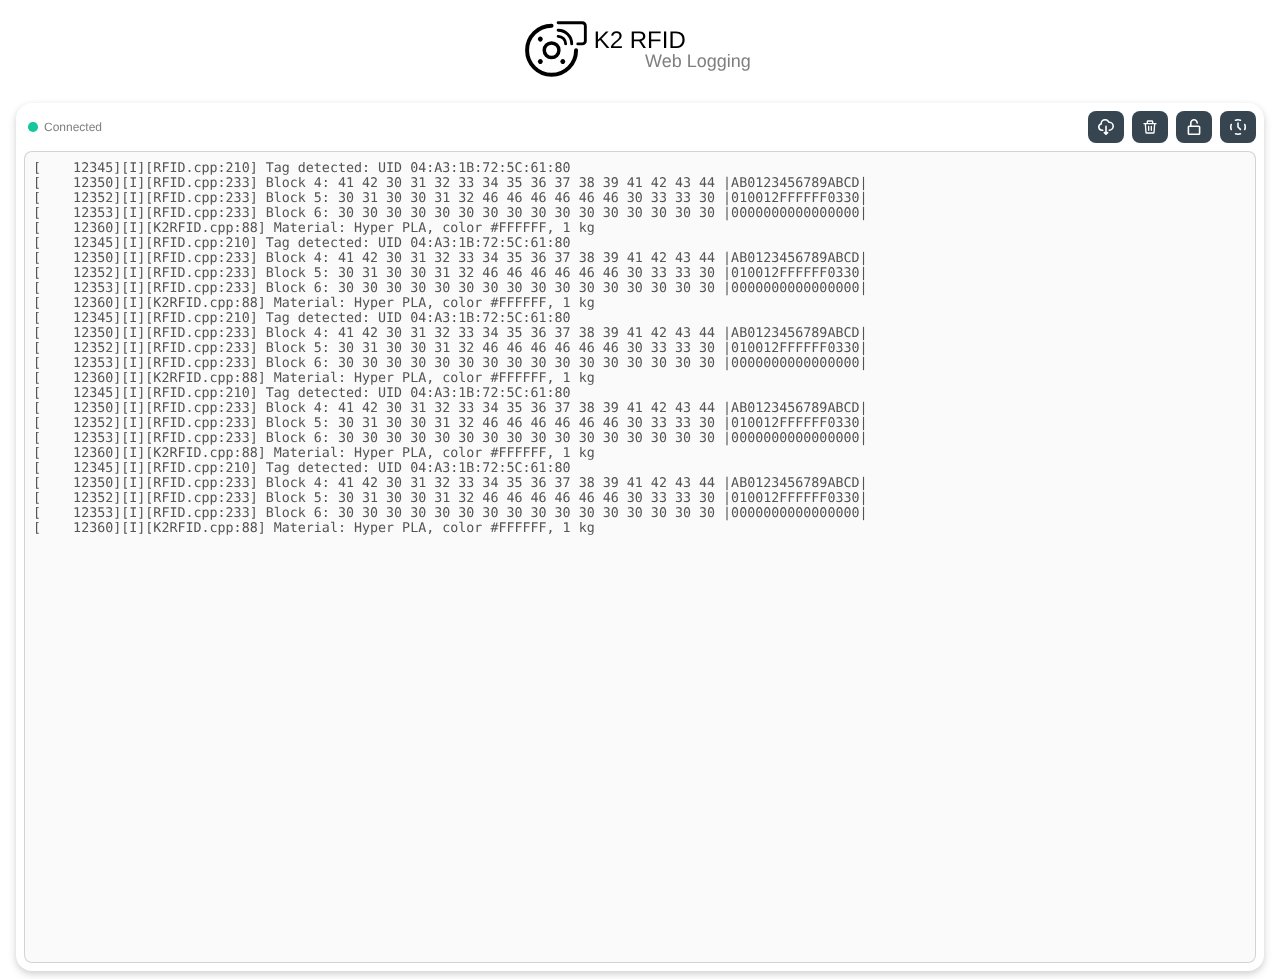 K2 RFID
Web Logging
Connected
[    12345][I][RFID.cpp:210] Tag detected: UID 04:A3:1B:72:5C:61:80
[    12350][I][RFID.cpp:233] Block 4: 41 42 30 31 32 33 34 35 36 37 38 39 41 42 43 44 |AB0123456789ABCD|
[    12352][I][RFID.cpp:233] Block 5: 30 31 30 30 31 32 46 46 46 46 46 46 30 33 33 30 |010012FFFFFF0330|
[    12353][I][RFID.cpp:233] Block 6: 30 30 30 30 30 30 30 30 30 30 30 30 30 30 30 30 |0000000000000000|
[    12360][I][K2RFID.cpp:88] Material: Hyper PLA, color #FFFFFF, 1 kg
[    12345][I][RFID.cpp:210] Tag detected: UID 04:A3:1B:72:5C:61:80
[    12350][I][RFID.cpp:233] Block 4: 41 42 30 31 32 33 34 35 36 37 38 39 41 42 43 44 |AB0123456789ABCD|
[    12352][I][RFID.cpp:233] Block 5: 30 31 30 30 31 32 46 46 46 46 46 46 30 33 33 30 |010012FFFFFF0330|
[    12353][I][RFID.cpp:233] Block 6: 30 30 30 30 30 30 30 30 30 30 30 30 30 30 30 30 |0000000000000000|
[    12360][I][K2RFID.cpp:88] Material: Hyper PLA, color #FFFFFF, 1 kg
[    12345][I][RFID.cpp:210] Tag detected: UID 04:A3:1B:72:5C:61:80
[    12350][I][RFID.cpp:233] Block 4: 41 42 30 31 32 33 34 35 36 37 38 39 41 42 43 44 |AB0123456789ABCD|
[    12352][I][RFID.cpp:233] Block 5: 30 31 30 30 31 32 46 46 46 46 46 46 30 33 33 30 |010012FFFFFF0330|
[    12353][I][RFID.cpp:233] Block 6: 30 30 30 30 30 30 30 30 30 30 30 30 30 30 30 30 |0000000000000000|
[    12360][I][K2RFID.cpp:88] Material: Hyper PLA, color #FFFFFF, 1 kg
[    12345][I][RFID.cpp:210] Tag detected: UID 04:A3:1B:72:5C:61:80
[    12350][I][RFID.cpp:233] Block 4: 41 42 30 31 32 33 34 35 36 37 38 39 41 42 43 44 |AB0123456789ABCD|
[    12352][I][RFID.cpp:233] Block 5: 30 31 30 30 31 32 46 46 46 46 46 46 30 33 33 30 |010012FFFFFF0330|
[    12353][I][RFID.cpp:233] Block 6: 30 30 30 30 30 30 30 30 30 30 30 30 30 30 30 30 |0000000000000000|
[    12360][I][K2RFID.cpp:88] Material: Hyper PLA, color #FFFFFF, 1 kg
[    12345][I][RFID.cpp:210] Tag detected: UID 04:A3:1B:72:5C:61:80
[    12350][I][RFID.cpp:233] Block 4: 41 42 30 31 32 33 34 35 36 37 38 39 41 42 43 44 |AB0123456789ABCD|
[    12352][I][RFID.cpp:233] Block 5: 30 31 30 30 31 32 46 46 46 46 46 46 30 33 33 30 |010012FFFFFF0330|
[    12353][I][RFID.cpp:233] Block 6: 30 30 30 30 30 30 30 30 30 30 30 30 30 30 30 30 |0000000000000000|
[    12360][I][K2RFID.cpp:88] Material: Hyper PLA, color #FFFFFF, 1 kg